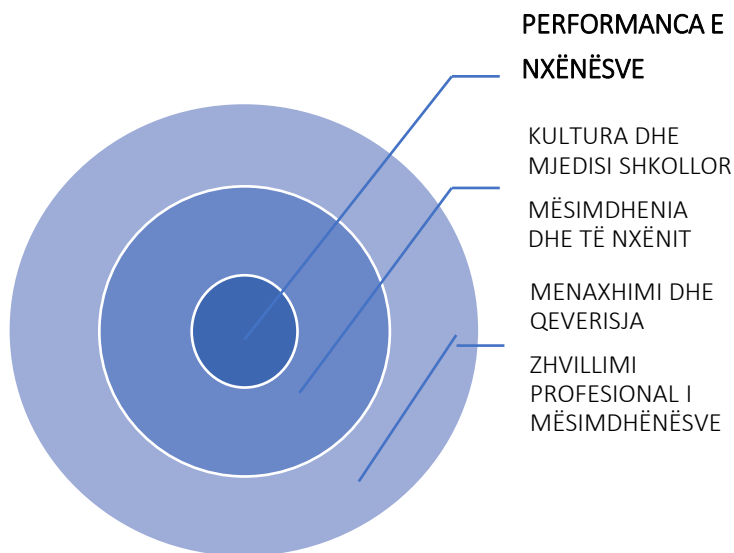 PERFORMANCA E
NXËNËSVE
KULTURA DHE
MJEDISI SHKOLLOR
MËSIMDHENIA
DHE TË NXËNIT
MENAXHIMI DHE
QEVERISJA
ZHVILLIMI
PROFESIONAL I
MËSIMDHËNËSVE